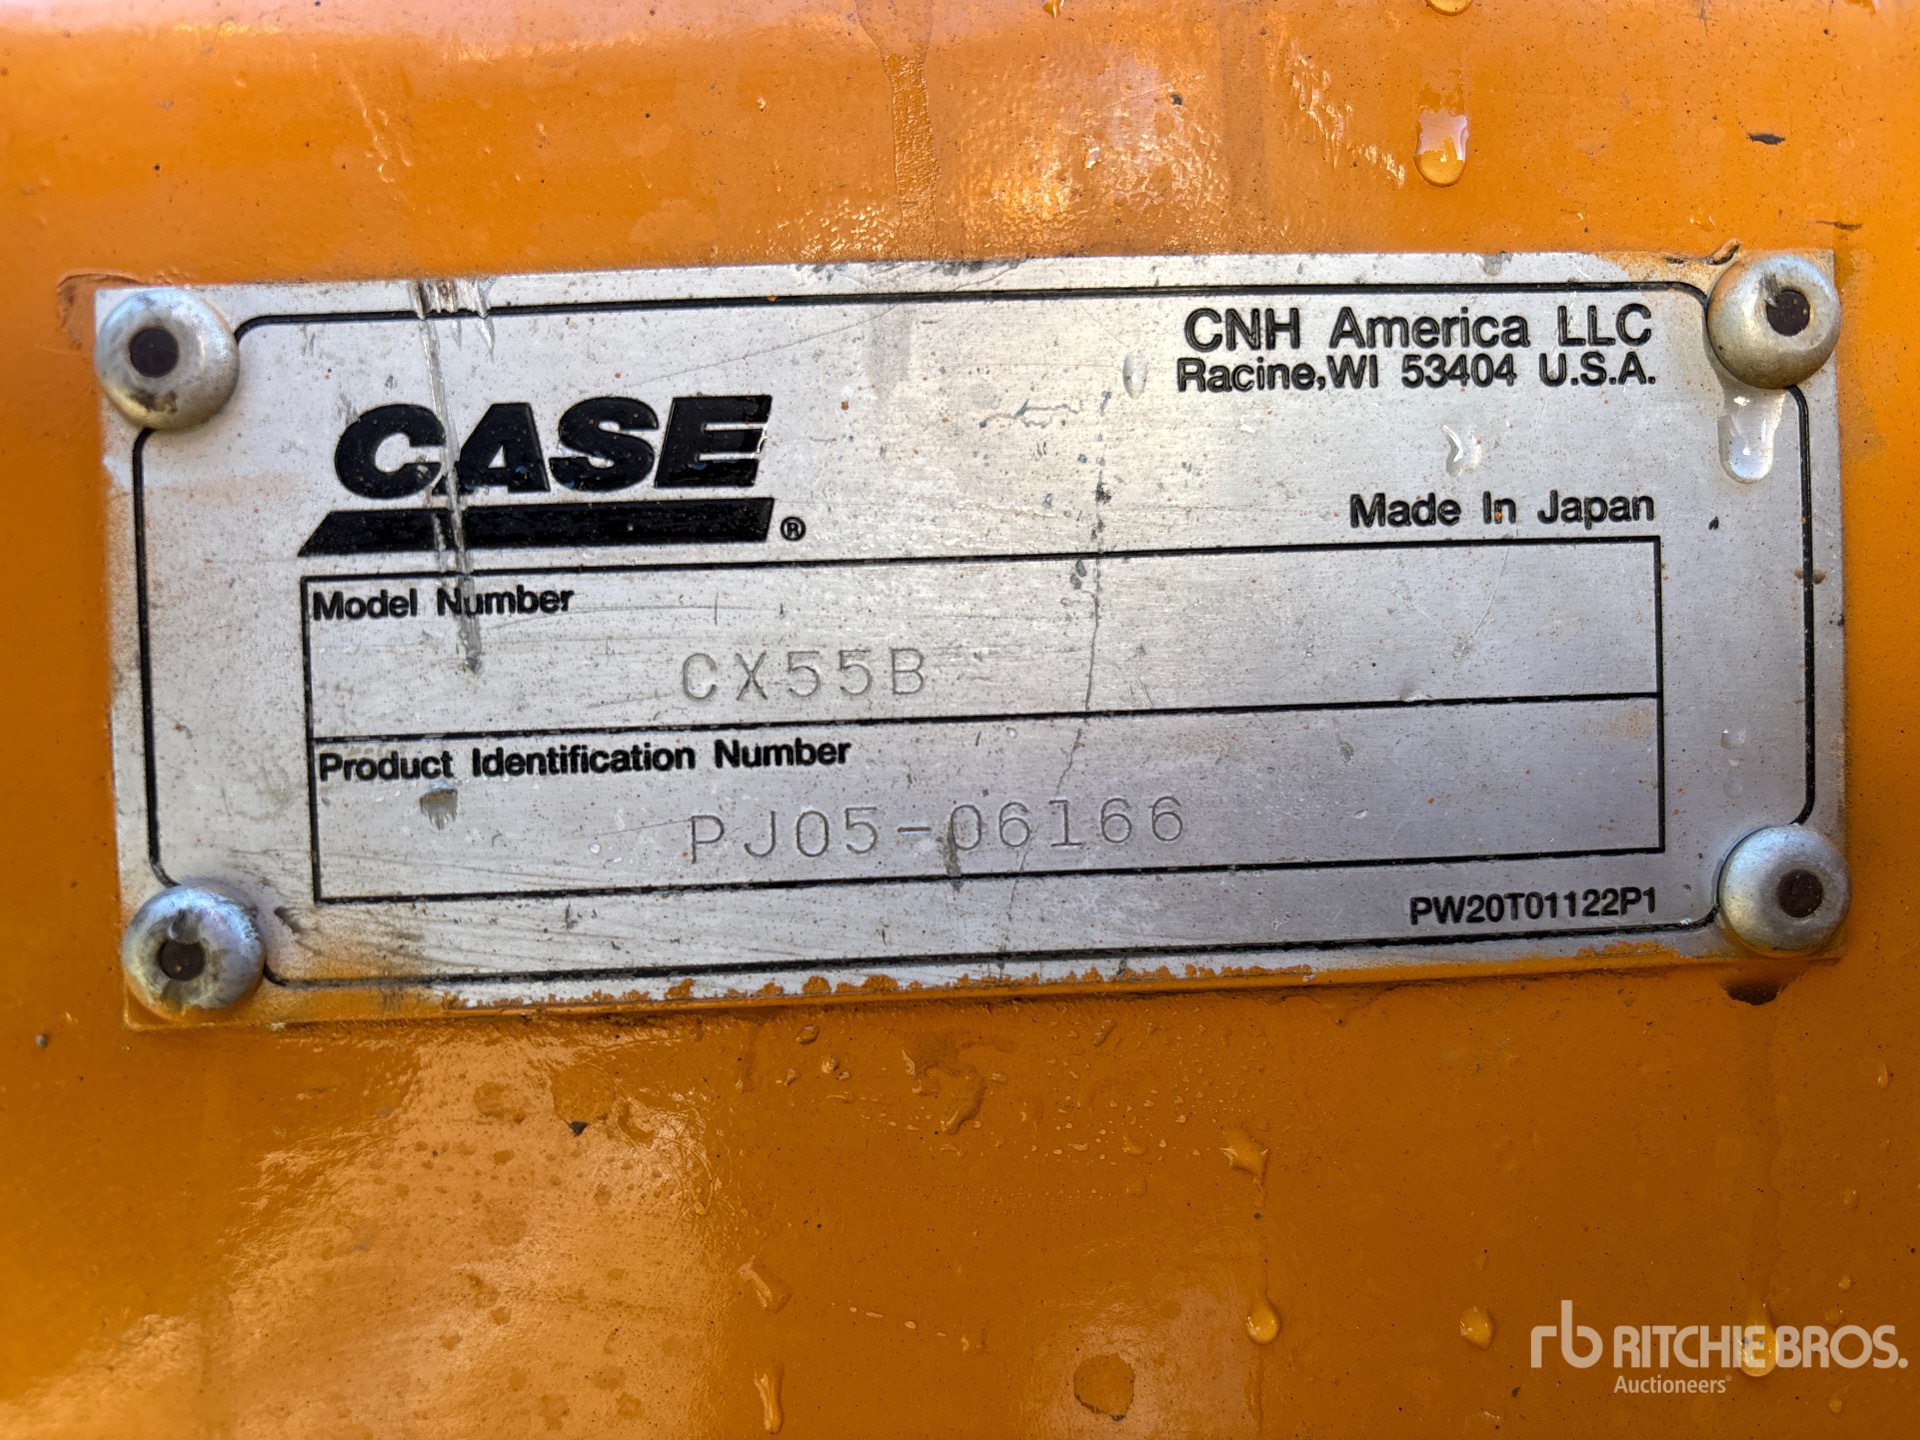 CNH America LLC
Racine,WI 53404 U.S.A.
CASE®
Made In Japan
Model Number
CX55B
Product Identification Number
PJ05-06166
PW20T01122P1
rb RITCHIE BROS.
Auctioneers